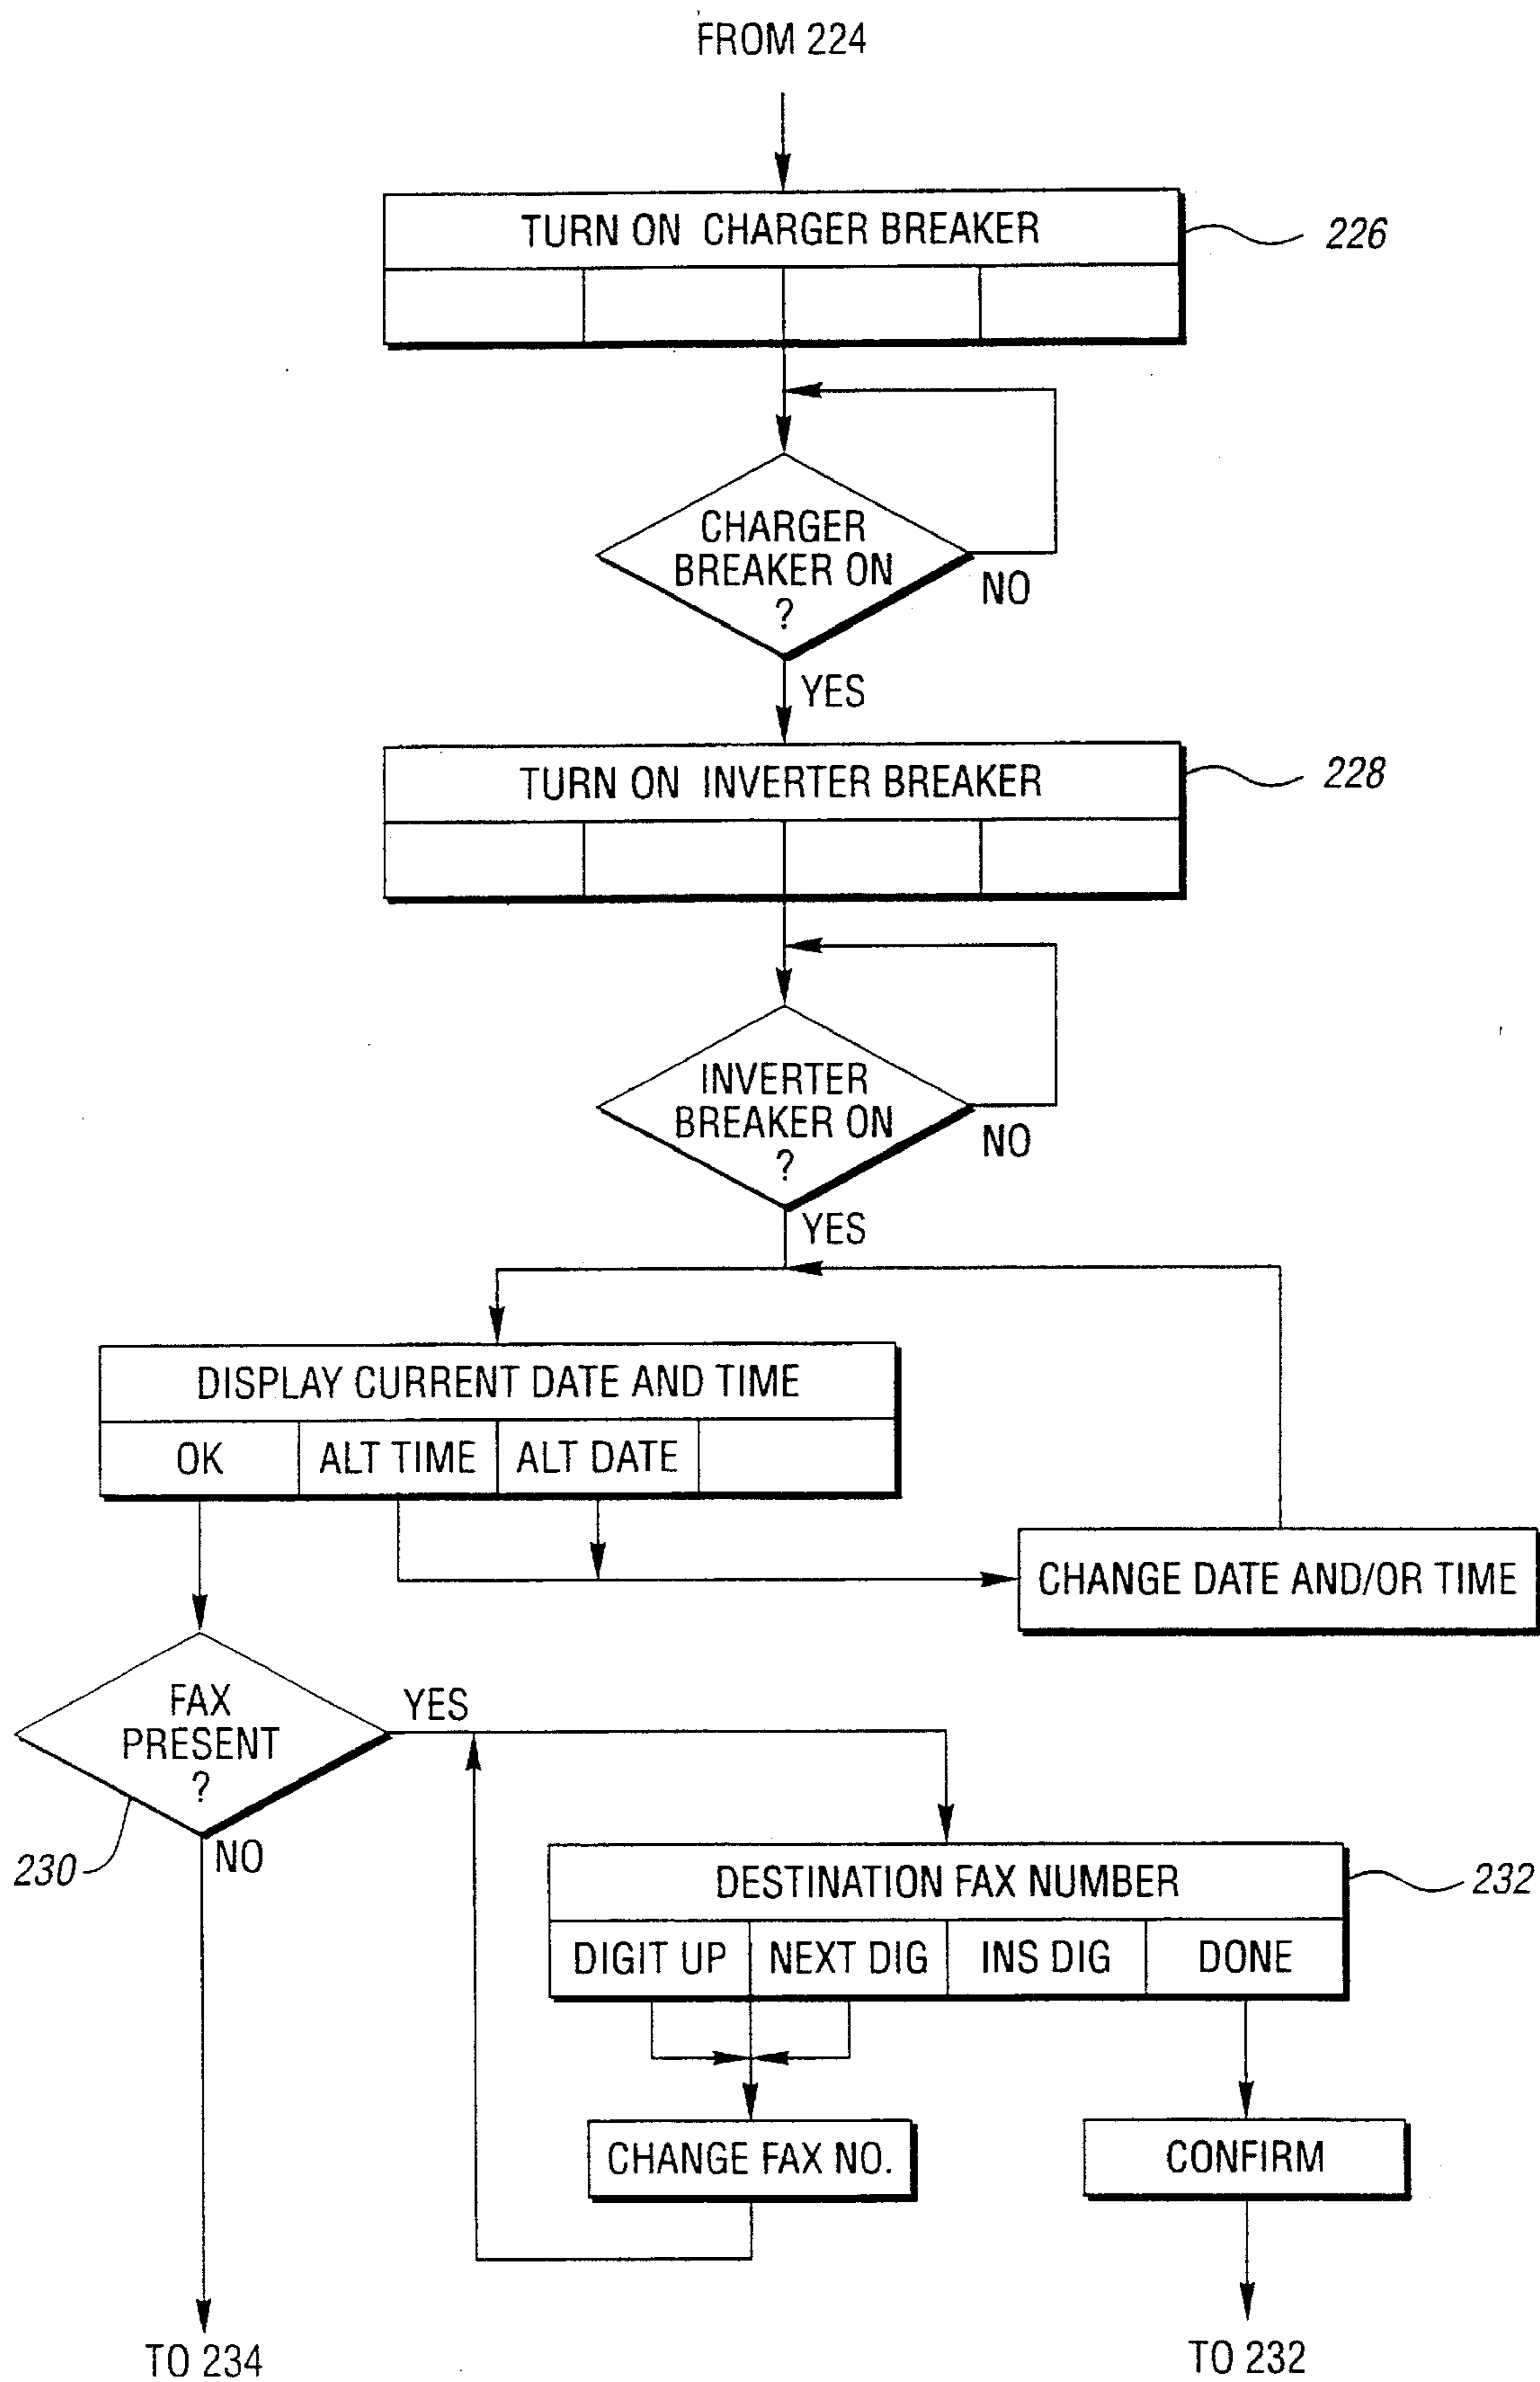 FROM 224
TURN ON CHARGER BREAKER
226
CHARGER
BREAKER ON
?
NO
YES
TURN ON INVERTER BREAKER
228
INVERTER
BREAKER ON
?
NO
YES
DISPLAY CURRENT DATE AND TIME
OK
ALT TIME
ALT DATE
CHANGE DATE AND/OR TIME
FAX
PRESENT
?
YES
230
NO
DESTINATION FAX NUMBER
232
DIGIT UP
NEXT DIG
INS DIG
DONE
CHANGE FAX NO.
CONFIRM
TO 234
TO 232